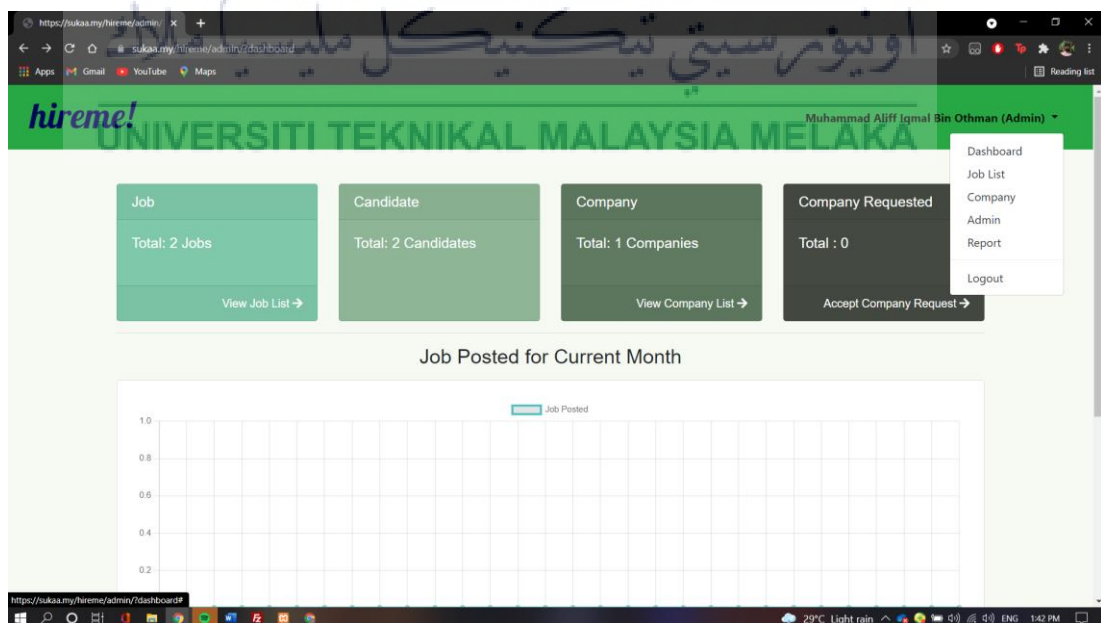 https://sukaa.my/hireme/admin/
sukaa.my/hireme/admin/?dashboard
Apps Gmail YouTube Maps
Reading list
اونيۏرسيتي تيكنيكل مليسيا ملاك
UNIVERSITI TEKNIKAL MALAYSIA MELAKA
hireme!
Muhammad Aliff Iqmal Bin Othman (Admin)
Dashboard
Job List
Company
Admin
Report
Logout
Job
Total: 2 Jobs
View Job List →
Candidate
Total: 2 Candidates
Company
Total: 1 Companies
View Company List →
Company Requested
Total : 0
Accept Company Request →
Job Posted for Current Month
Job Posted
1.0
0.8
0.6
0.4
0.2
https://sukaa.my/hireme/admin/?dashboard#
29°C Light rain
ENG
1:42 PM